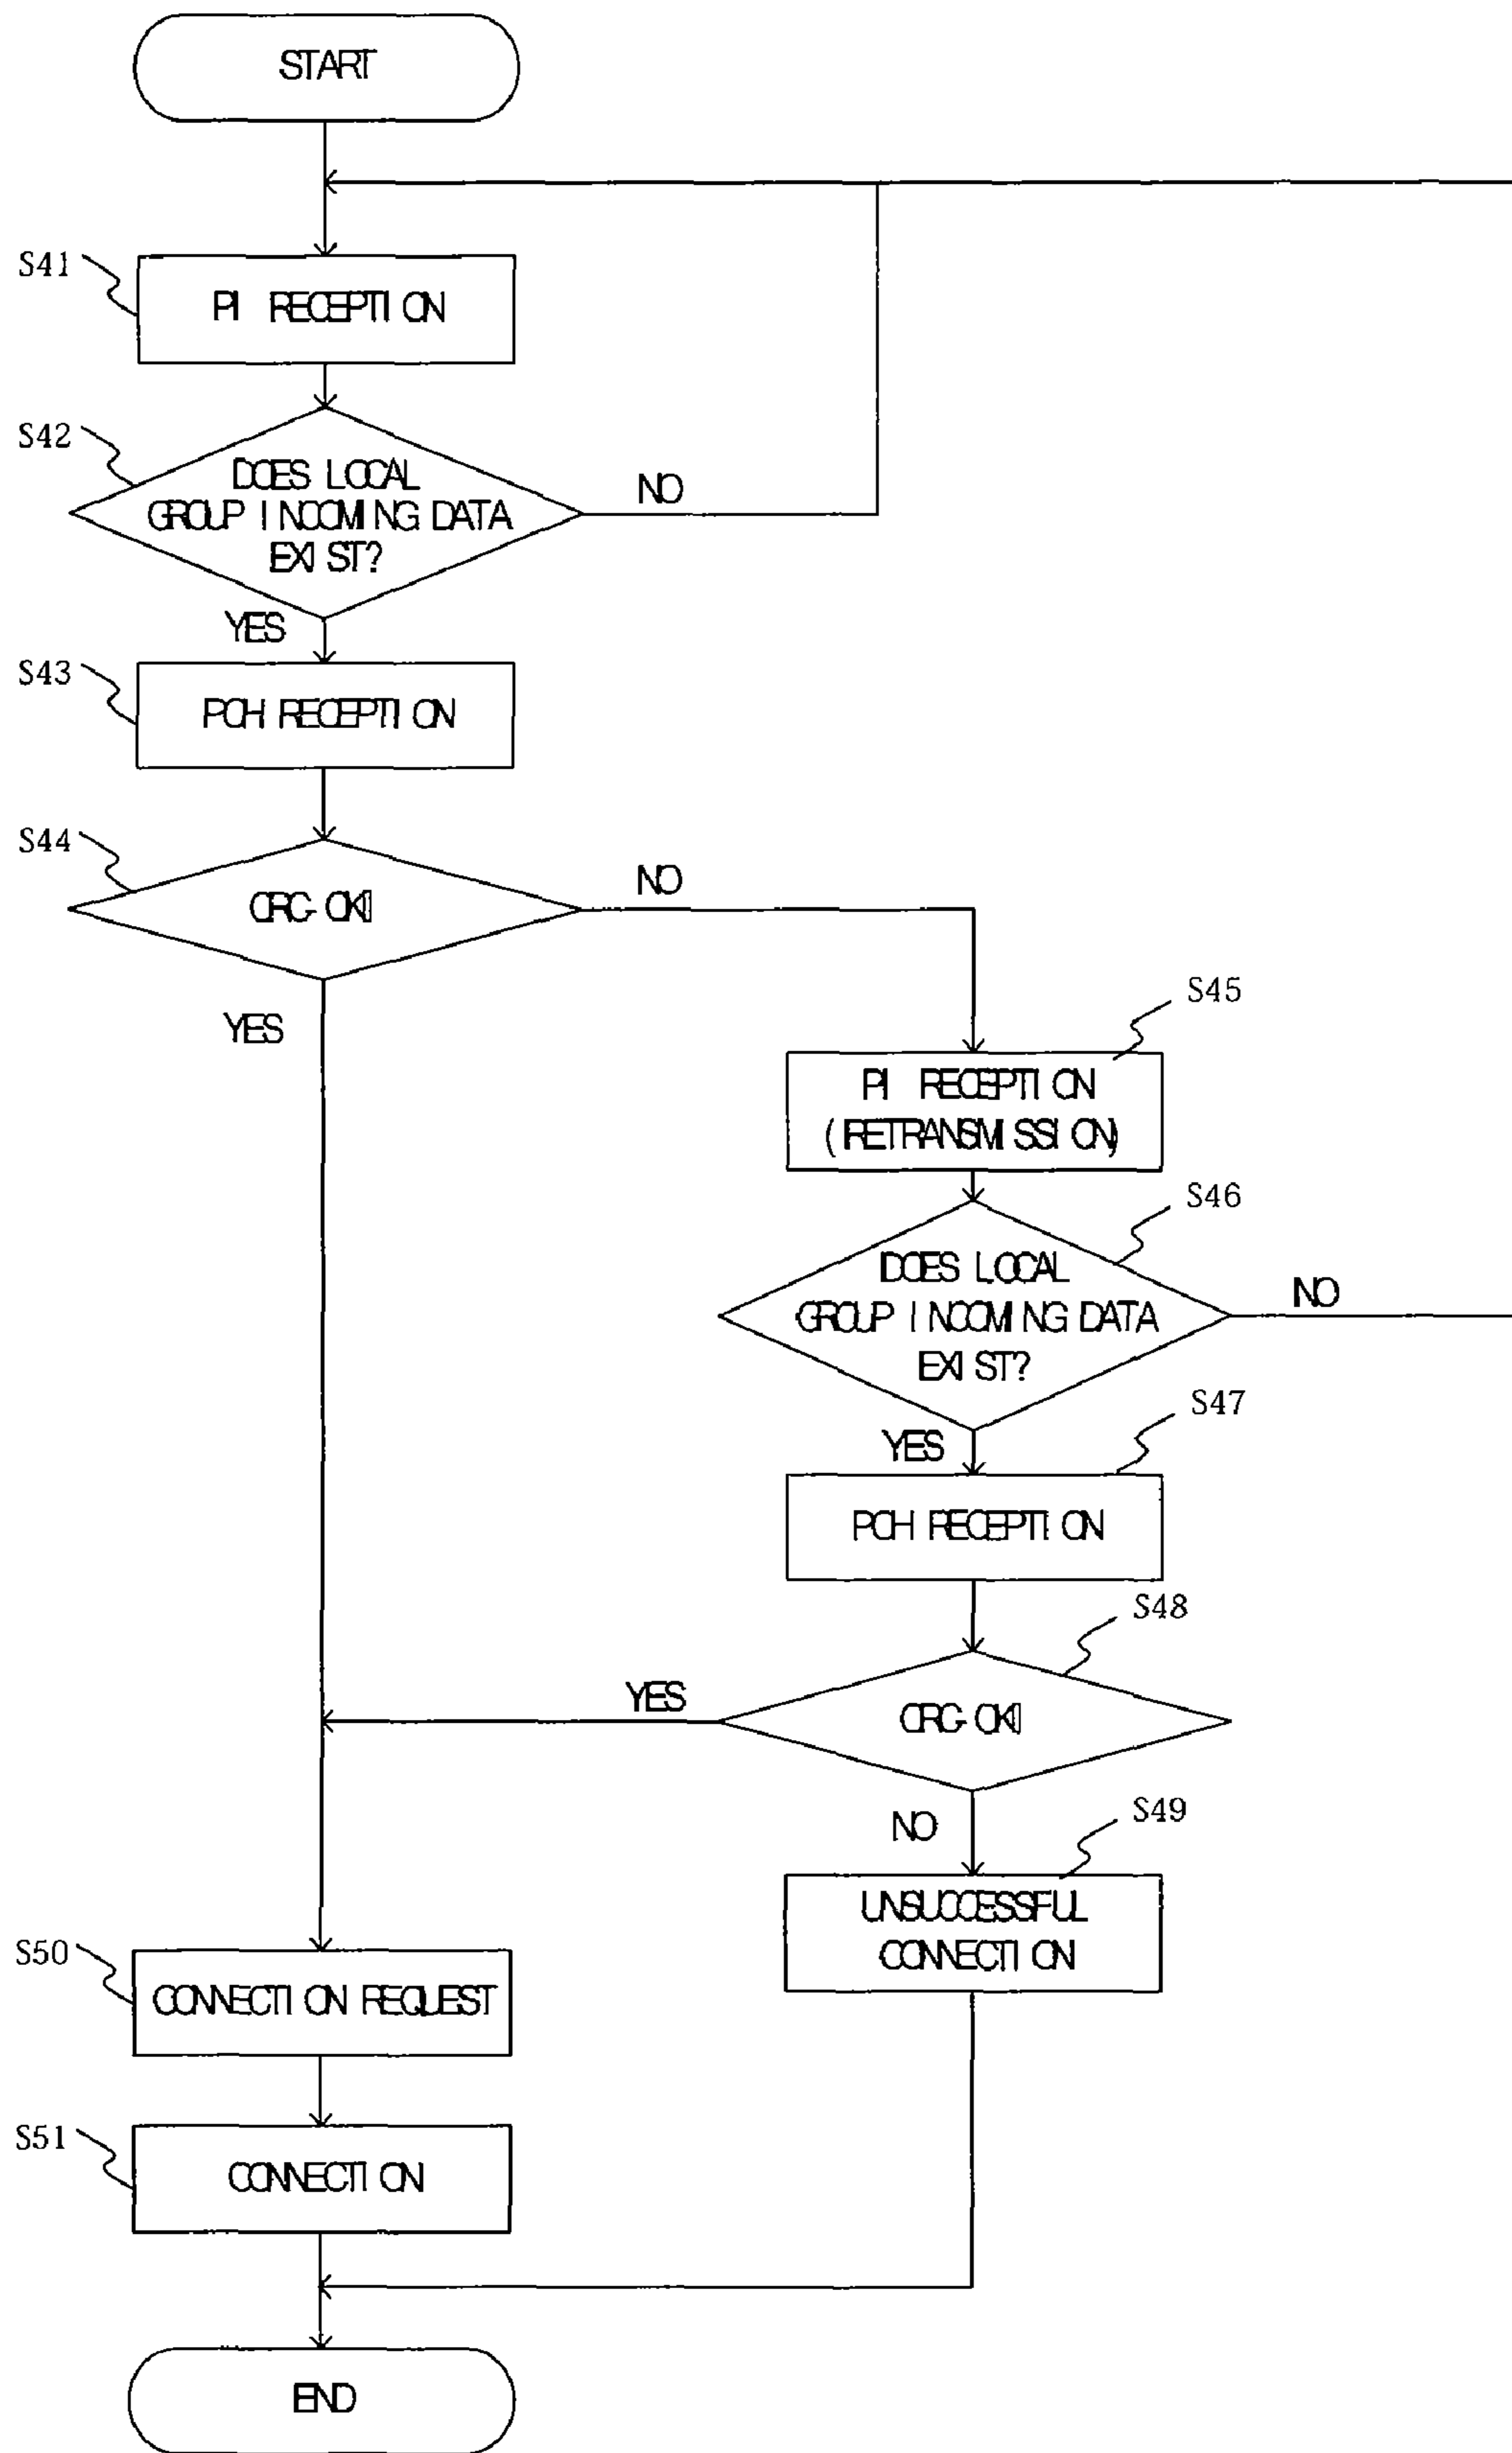 START
S41
PI RECEPTION
S42
DOES LOCAL
GROUP INCOMING DATA
EXIST?
NO
YES
S43
PCH RECEPTION
S44
CRC-OK
NO
YES
S45
PI RECEPTION
(RETRANSMISSION)
S46
DOES LOCAL
GROUP INCOMING DATA
EXIST?
NO
S47
YES
PCH RECEPTION
S48
YES
CRC-OK
NO
S49
UNSUCCESSFUL
CONNECTION
S50
CONNECTION REQUEST
S51
CONNECTION
END